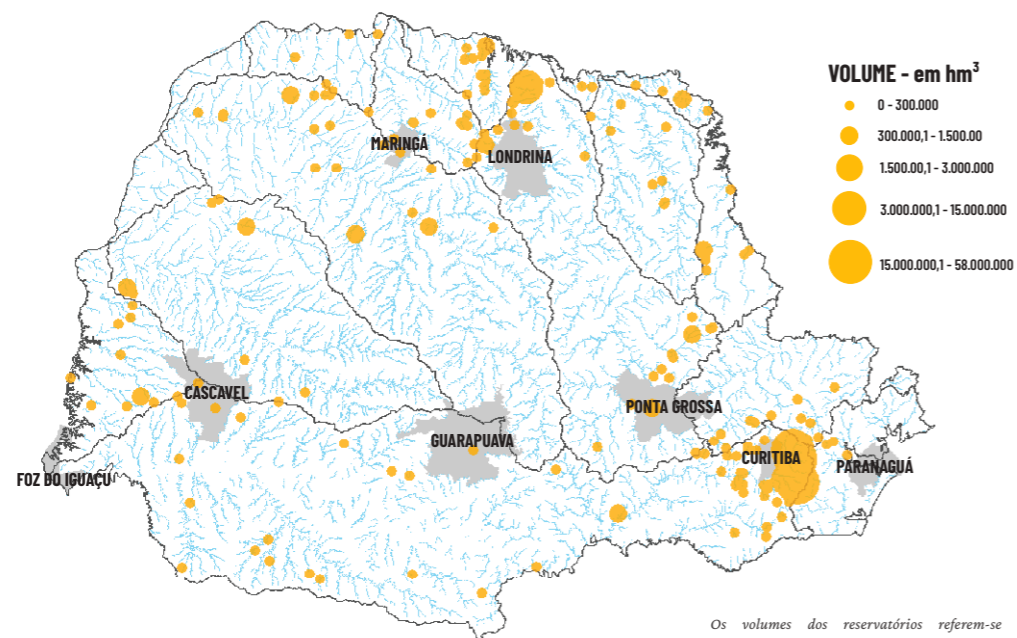 VOLUME - em hm³
0 - 300.000
300.000,1 - 1.500.00
1.500.00,1 - 3.000.000
3.000.000,1 - 15.000.000
15.000.000,1 - 58.000.000
MARINGÁ
LONDRINA
CASCAVEL
PONTA GROSSA
GUARAPUAVA
CURITIBA
PARANAGUÁ
FOZ DO IGUAÇU
Os volumes dos reservatórios referem-se